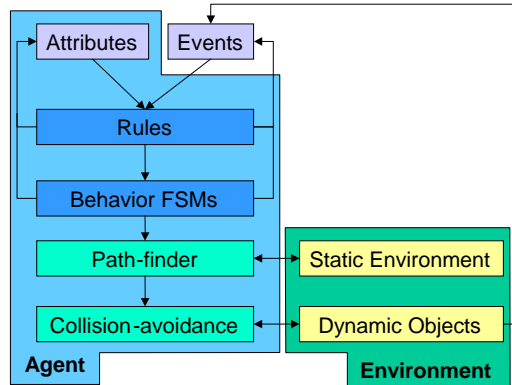 Attributes
Events
Rules
Behavior FSMs
Path-finder
Static Environment
Collision-avoidance
Dynamic Objects
Agent
Environment